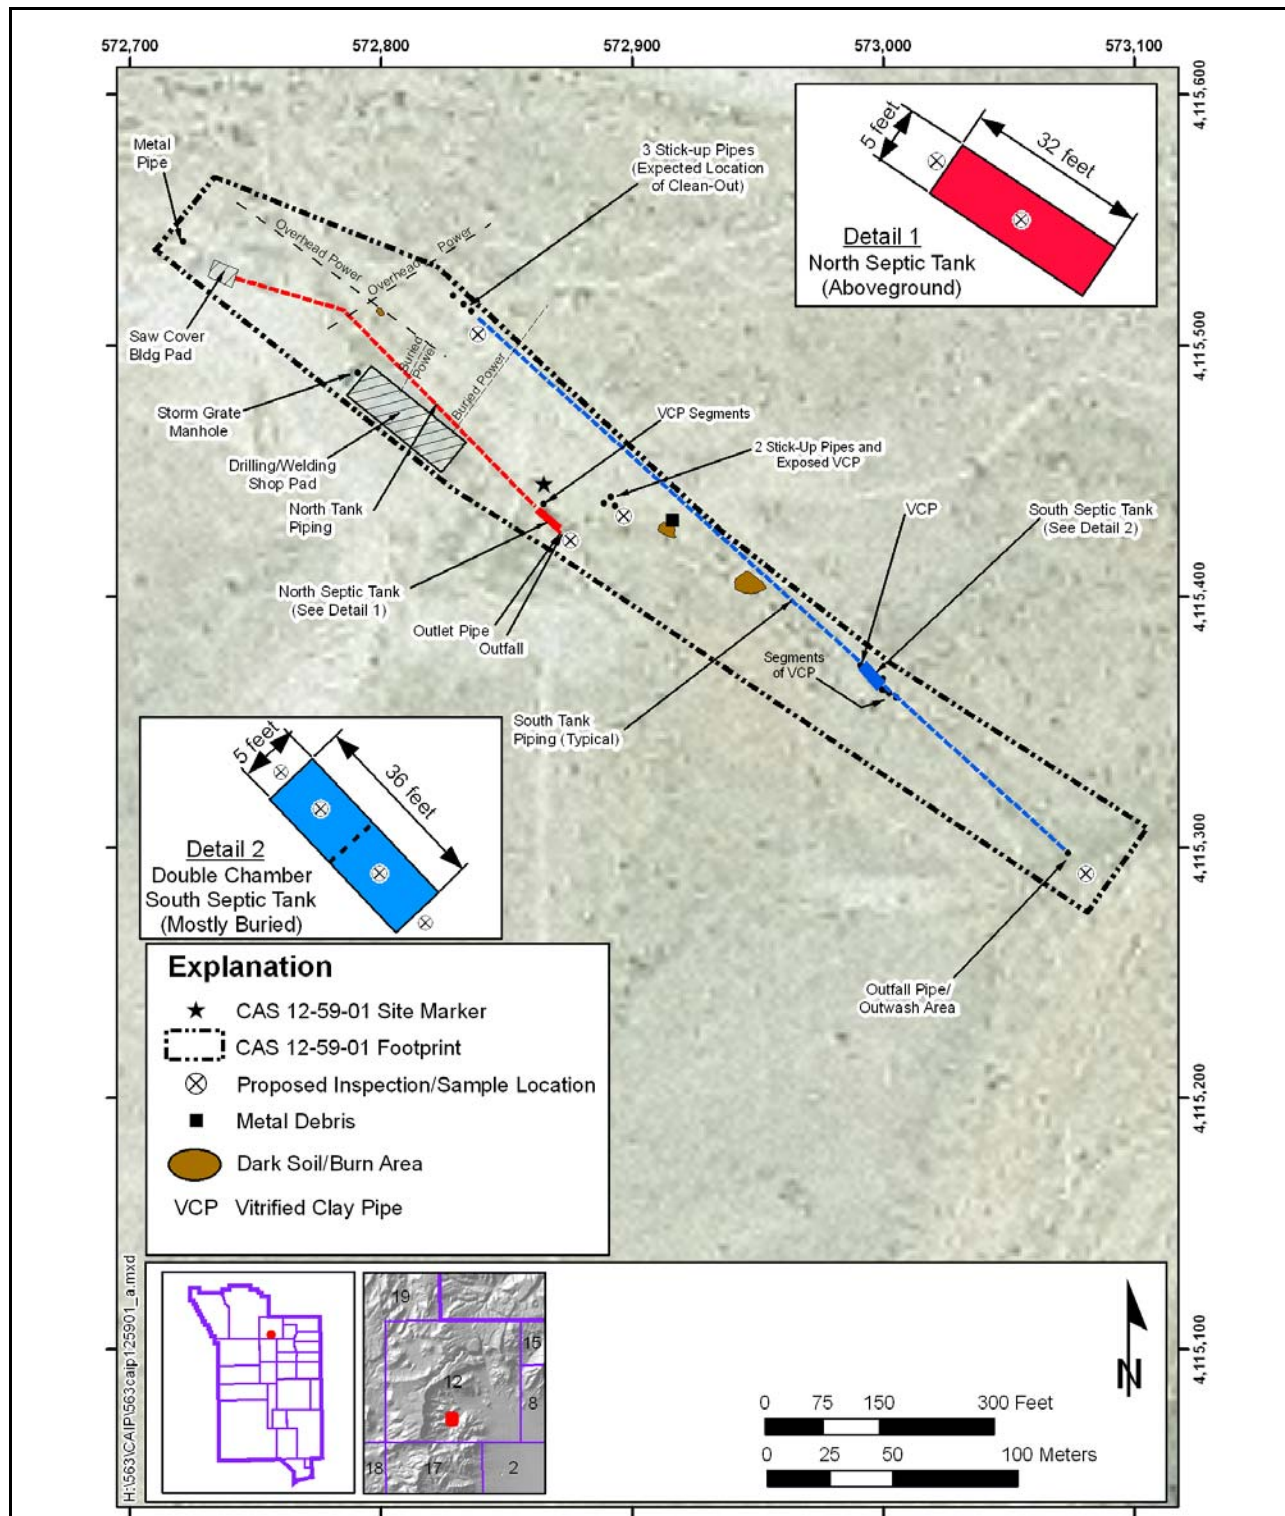 572,700
572,800
572,900
573,000
573,100
4,115,600
4,115,500
4,115,400
4,115,300
4,115,200
4,115,100
Metal
Pipe
3 Stick-up Pipes
(Expected Location
of Clean-Out)
5 feet
32 feet
Detail 1
North Septic Tank
(Aboveground)
Overhead Power
Overhead Power
Buried
Power
Buried Power
Saw Cover
Bldg Pad
Storm Grate
Manhole
Drilling/Welding
Shop Pad
North Tank
Piping
VCP Segments
2 Stick-Up Pipes and
Exposed VCP
VCP
South Septic Tank
(See Detail 2)
North Septic Tank
(See Detail 1)
Outlet Pipe
Outfall
Segments
of VCP
South Tank
Piping (Typical)
5 feet
36 feet
Detail 2
Double Chamber
South Septic Tank
(Mostly Buried)
Outfall Pipe/
Outwash Area
Explanation
CAS 12-59-01 Site Marker
CAS 12-59-01 Footprint
Proposed Inspection/Sample Location
Metal Debris
Dark Soil/Burn Area
VCP Vitrified Clay Pipe
H:\563\CAIP\563caip125901_a.mxd
19
15
12
8
18
17
2
N
0 75 150 300 Feet
0 25 50 100 Meters